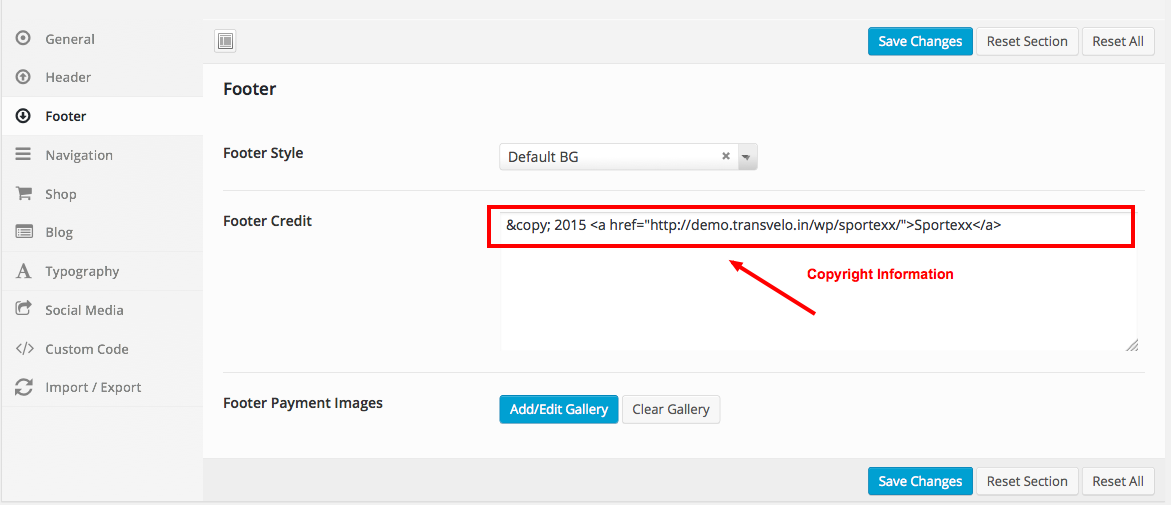 General
Header
Footer
Navigation
Shop
Blog
Typography
Social Media
Custom Code
Import / Export
Save Changes Reset Section Reset All
Footer
Footer Style Default BG
Footer Credit &copy; 2015 <a href="http://demo.transvelo.in/wp/sportexx/">Sportexx</a>
Copyright Information
Footer Payment Images Add/Edit Gallery Clear Gallery
Save Changes Reset Section Reset All